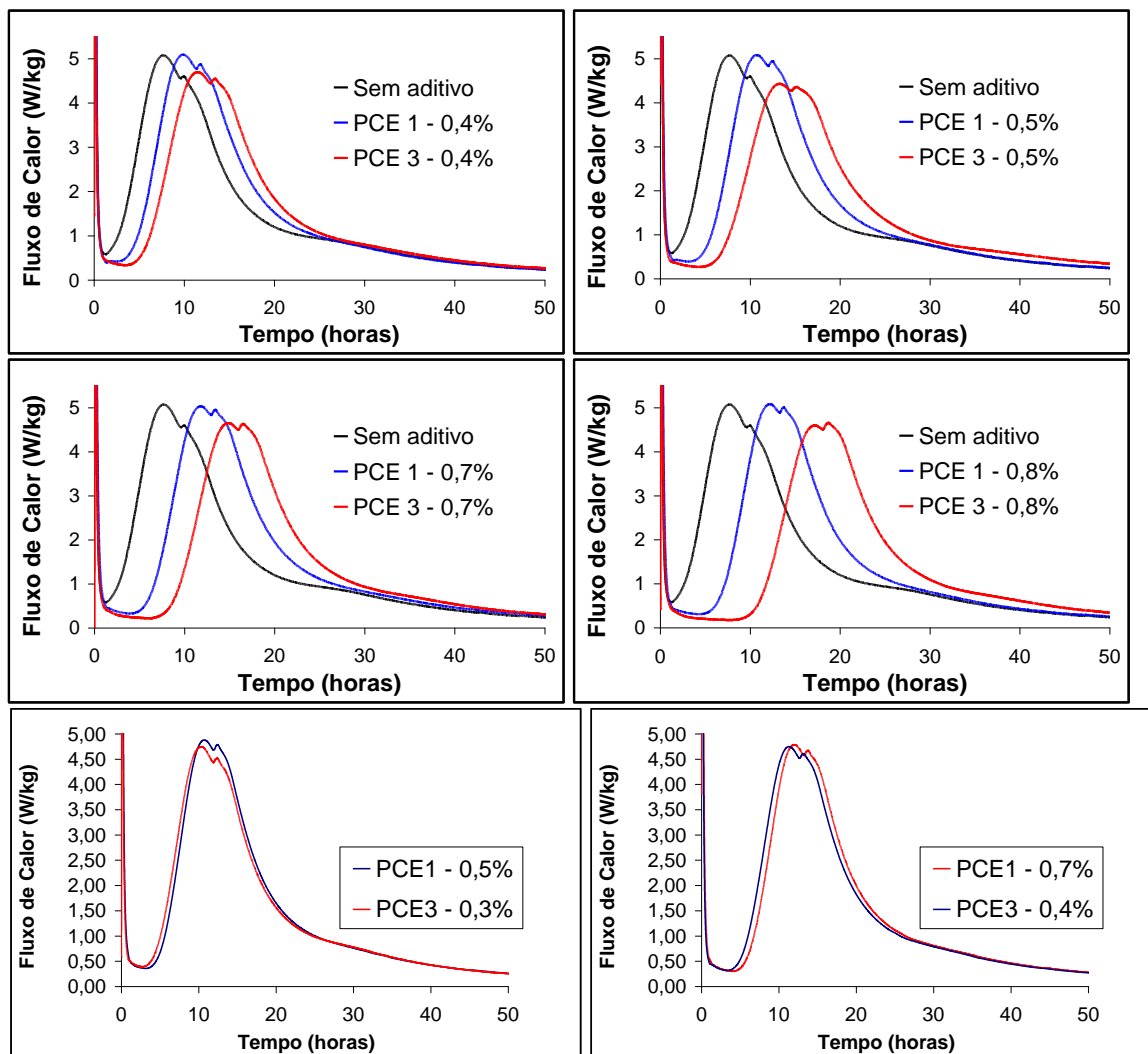 Fluxo de Calor (W/kg)
5
4
3
2
1
0
Sem aditivo
PCE 1 - 0,4%
PCE 3 - 0,4%
0 10 20 30 40 50
Tempo (horas)
Fluxo de Calor (W/kg)
5
4
3
2
1
0
Sem aditivo
PCE 1 - 0,5%
PCE 3 - 0,5%
0 10 20 30 40 50
Tempo (horas)
Fluxo de Calor (W/kg)
5
4
3
2
1
0
Sem aditivo
PCE 1 - 0,7%
PCE 3 - 0,7%
0 10 20 30 40 50
Tempo (horas)
Fluxo de Calor (W/kg)
5
4
3
2
1
0
Sem aditivo
PCE 1 - 0,8%
PCE 3 - 0,8%
0 10 20 30 40 50
Tempo (horas)
Fluxo de Calor (W/kg)
5,00
4,50
4,00
3,50
3,00
2,50
2,00
1,50
1,00
0,50
0,00
PCE1 - 0,5%
PCE3 - 0,3%
0 10 20 30 40 50
Tempo (horas)
Fluxo de Calor (W/kg)
5,00
4,50
4,00
3,50
3,00
2,50
2,00
1,50
1,00
0,50
0,00
PCE1 - 0,7%
PCE3 - 0,4%
0 10 20 30 40 50
Tempo (horas)